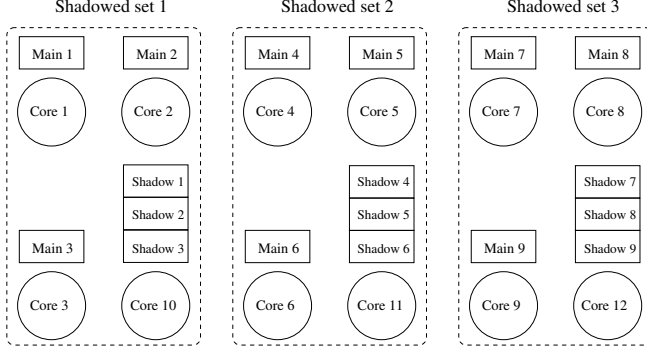 Shadowed set 1
Shadowed set 2
Shadowed set 3
Main 1
Main 2
Main 4
Main 5
Main 7
Main 8
Core 1
Core 2
Core 4
Core 5
Core 7
Core 8
Shadow 1
Shadow 4
Shadow 7
Shadow 2
Shadow 5
Shadow 8
Main 3
Shadow 3
Main 6
Shadow 6
Main 9
Shadow 9
Core 3
Core 10
Core 6
Core 11
Core 9
Core 12